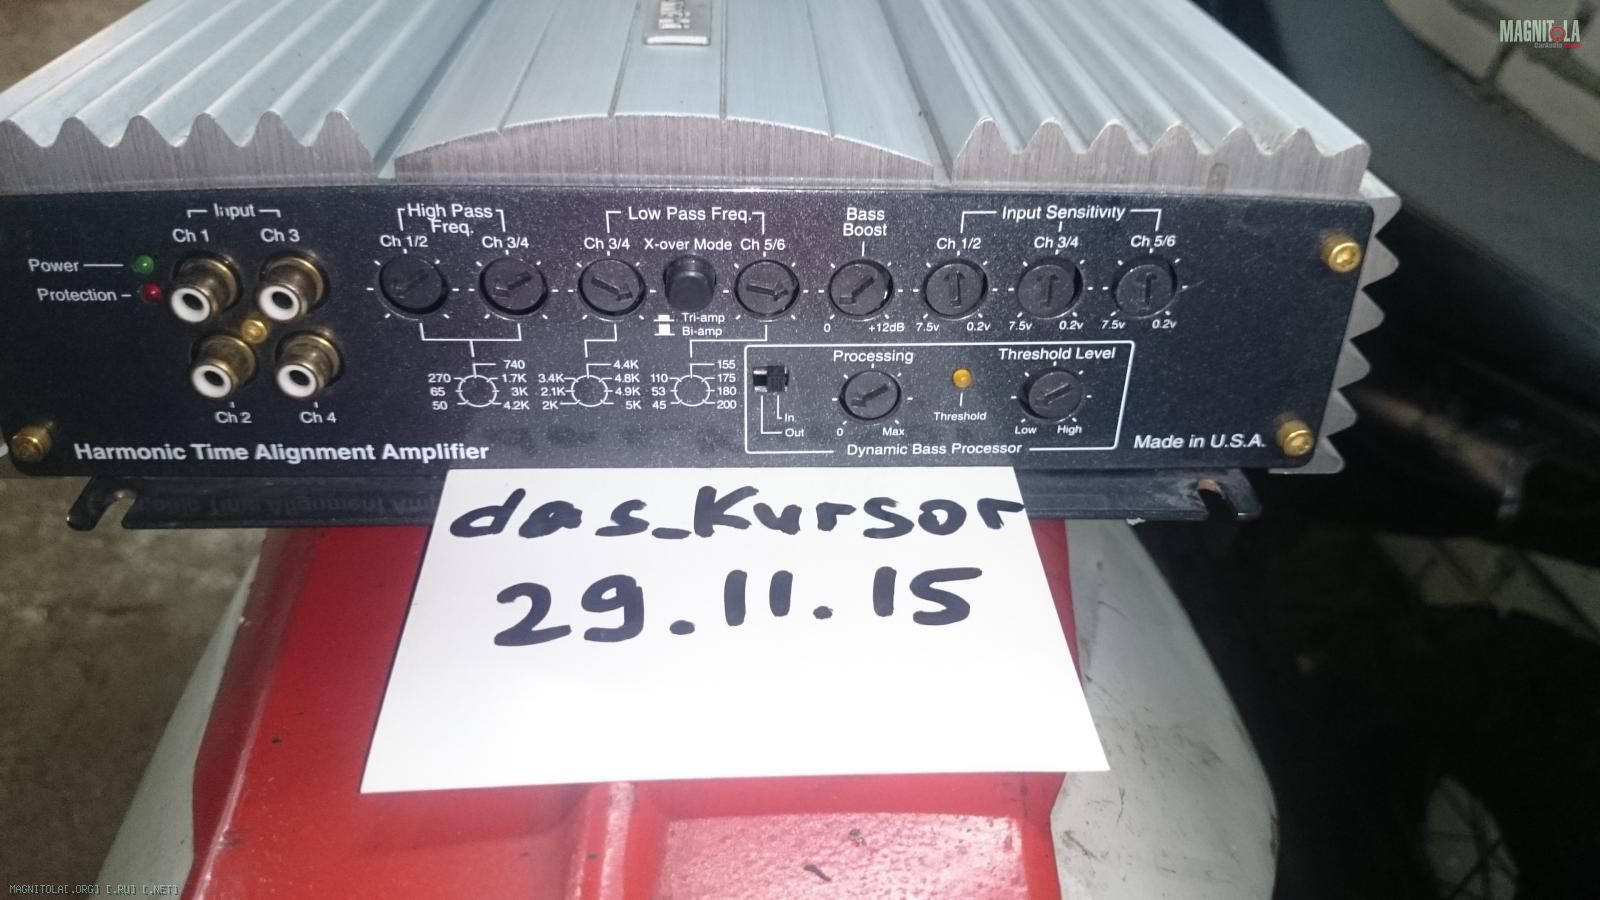 MAGNITOLA
CarAudio
Input
Ch 1
Ch 3
Power
Protection
Ch 2
Ch 4
High Pass
Freq.
Ch 1/2
Ch 3/4
740
270
1.7K
65
3K
50
4.2K
Low Pass Freq.
Ch 3/4
X-over Mode
Ch 5/6
Tri-amp
Bi-amp
4.4K
3.4K
4.8K
2.1K
4.9K
2K
5K
155
110
175
53
180
45
200
Bass
Boost
0
+12dB
Input Sensitivity
Ch 1/2
Ch 3/4
Ch 5/6
7.5v
0.2v
7.5v
0.2v
7.5v
0.2v
Processing
Threshold Level
In
Out
0
Max
Threshold
Low
High
Dynamic Bass Processor
Harmonic Time Alignment Amplifier
Made in U.S.A.
das_Kursor
29.11.15
MAGNITOLA[.ORG] [.RU] [.NET]